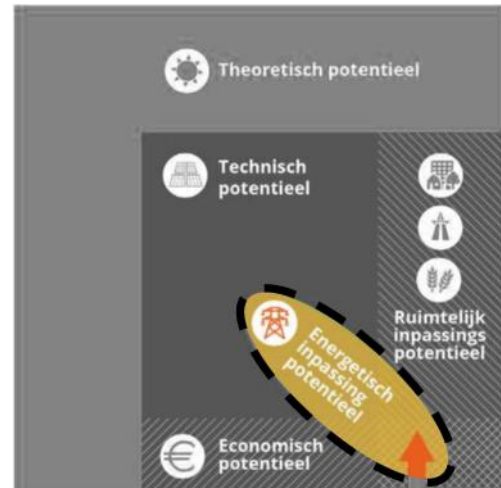 Theoretisch potentieel
Technisch
potentieel
Ruimtelijk
inpassings
potentieel
Energetisch
inpassing
potentieel
Economisch
potentieel